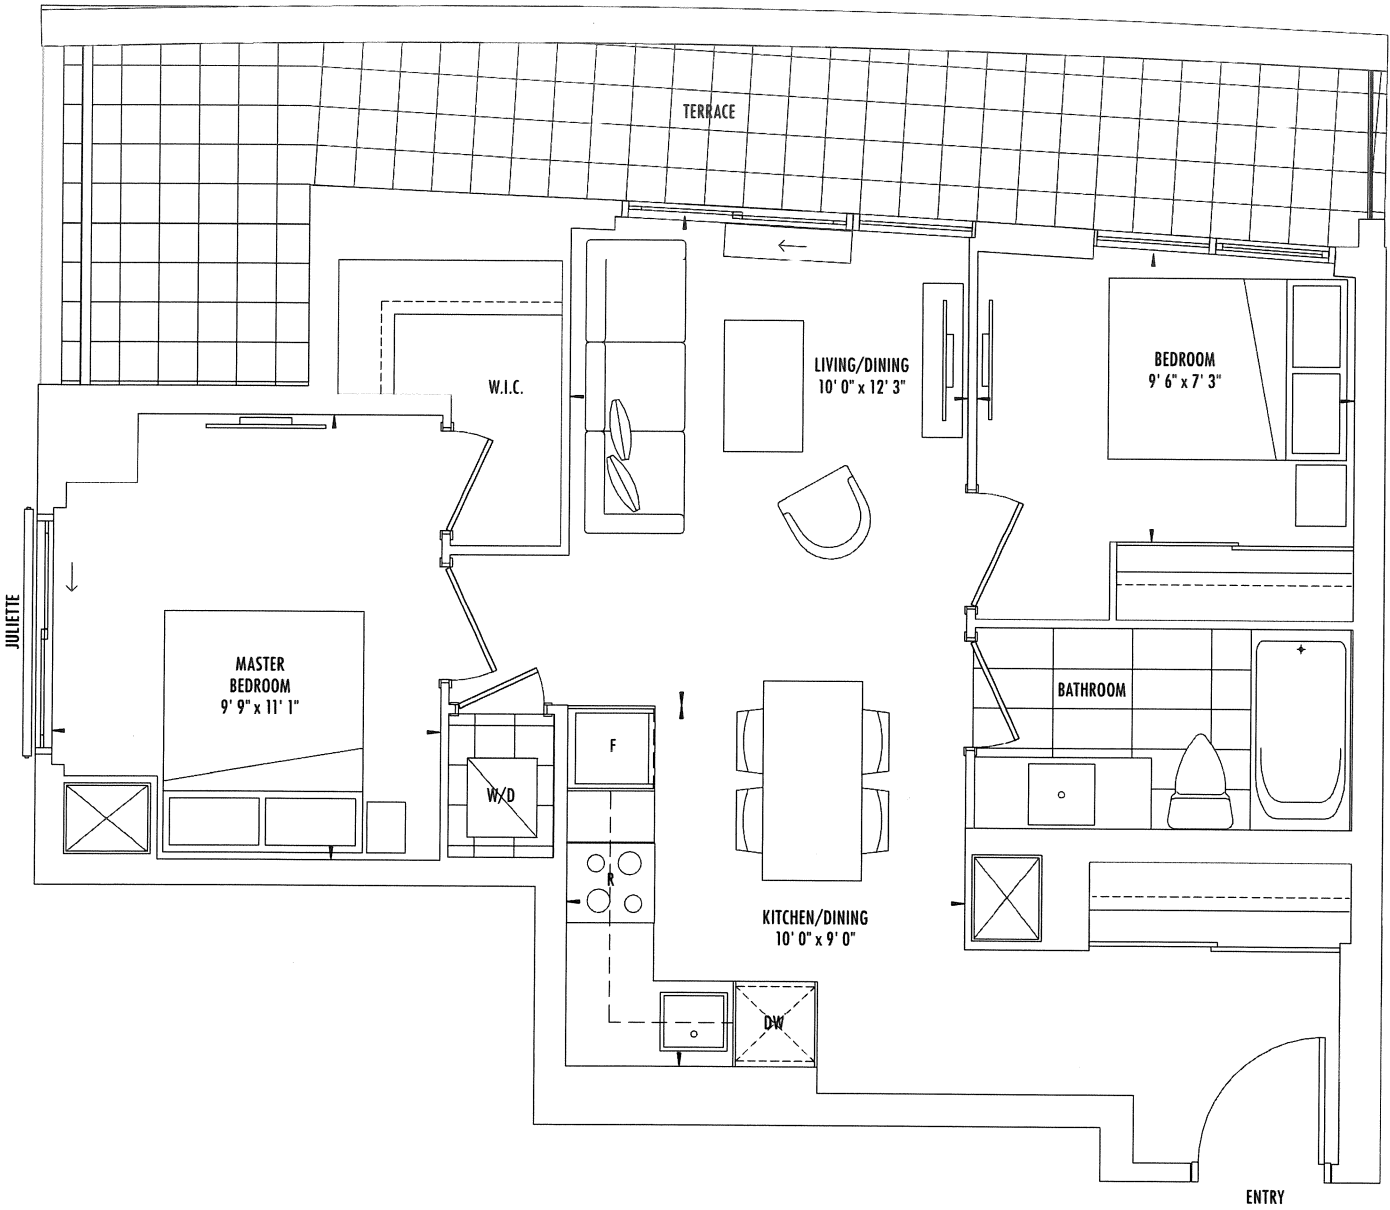 TERRACE
LIVING/DINING
10' 0" x 12' 3"
BEDROOM
9' 6" x 7' 3"
W.I.C.
JULIETTE
MASTER
BEDROOM
9' 9" x 11' 1"
BATHROOM
F
W/D
R
KITCHEN/DINING
10' 0" x 9' 0"
DW
ENTRY